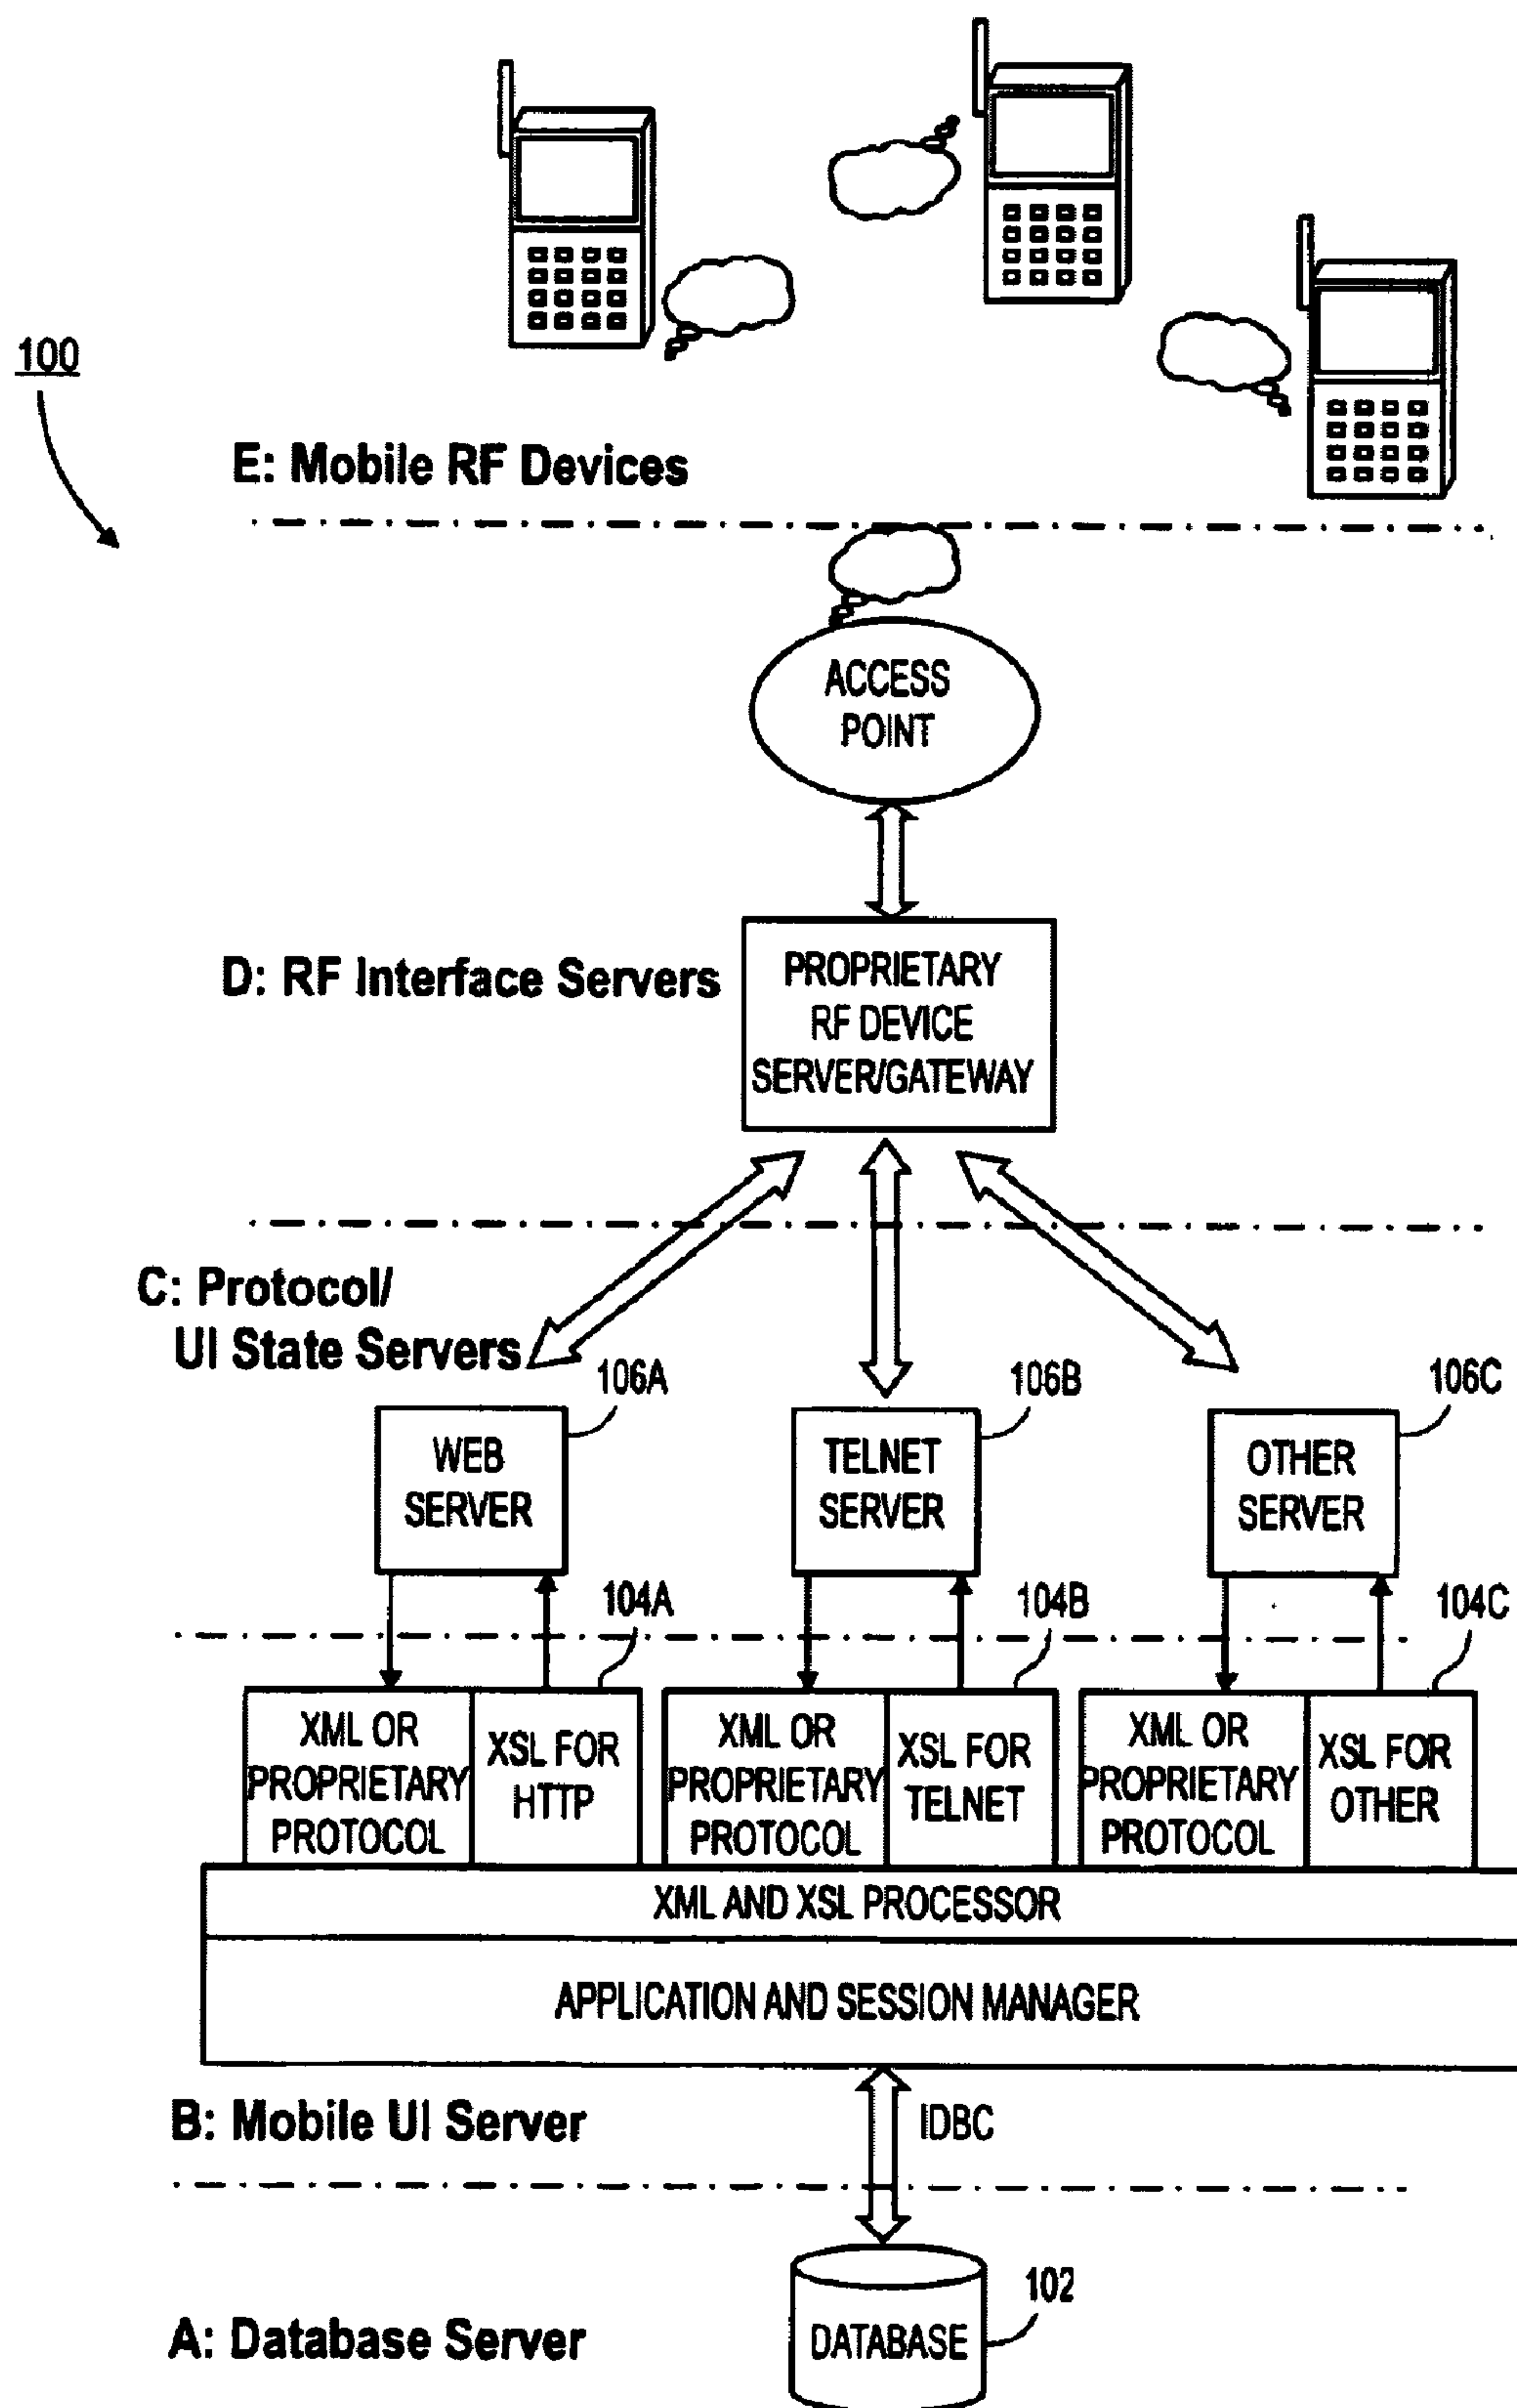 100
E: Mobile RF Devices
ACCESS
POINT
D: RF Interface Servers
PROPRIETARY
RF DEVICE
SERVER/GATEWAY
C: Protocol/
UI State Servers
106A
106B
106C
WEB
SERVER
TELNET
SERVER
OTHER
SERVER
104A
104B
104C
XML OR
PROPRIETARY
PROTOCOL
XSL FOR
HTTP
XML OR
PROPRIETARY
PROTOCOL
XSL FOR
TELNET
XML OR
PROPRIETARY
PROTOCOL
XSL FOR
OTHER
XML AND XSL PROCESSOR
APPLICATION AND SESSION MANAGER
B: Mobile UI Server
IDBC
102
A: Database Server
DATABASE